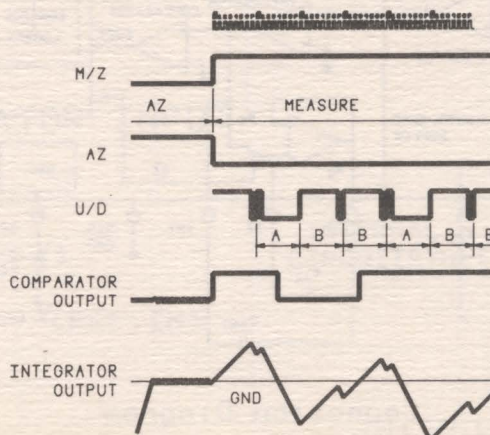 M/Z
AZ MEASURE
AZ
U/D
A B B A B
COMPARATOR
OUTPUT
INTEGRATOR
OUTPUT
GND